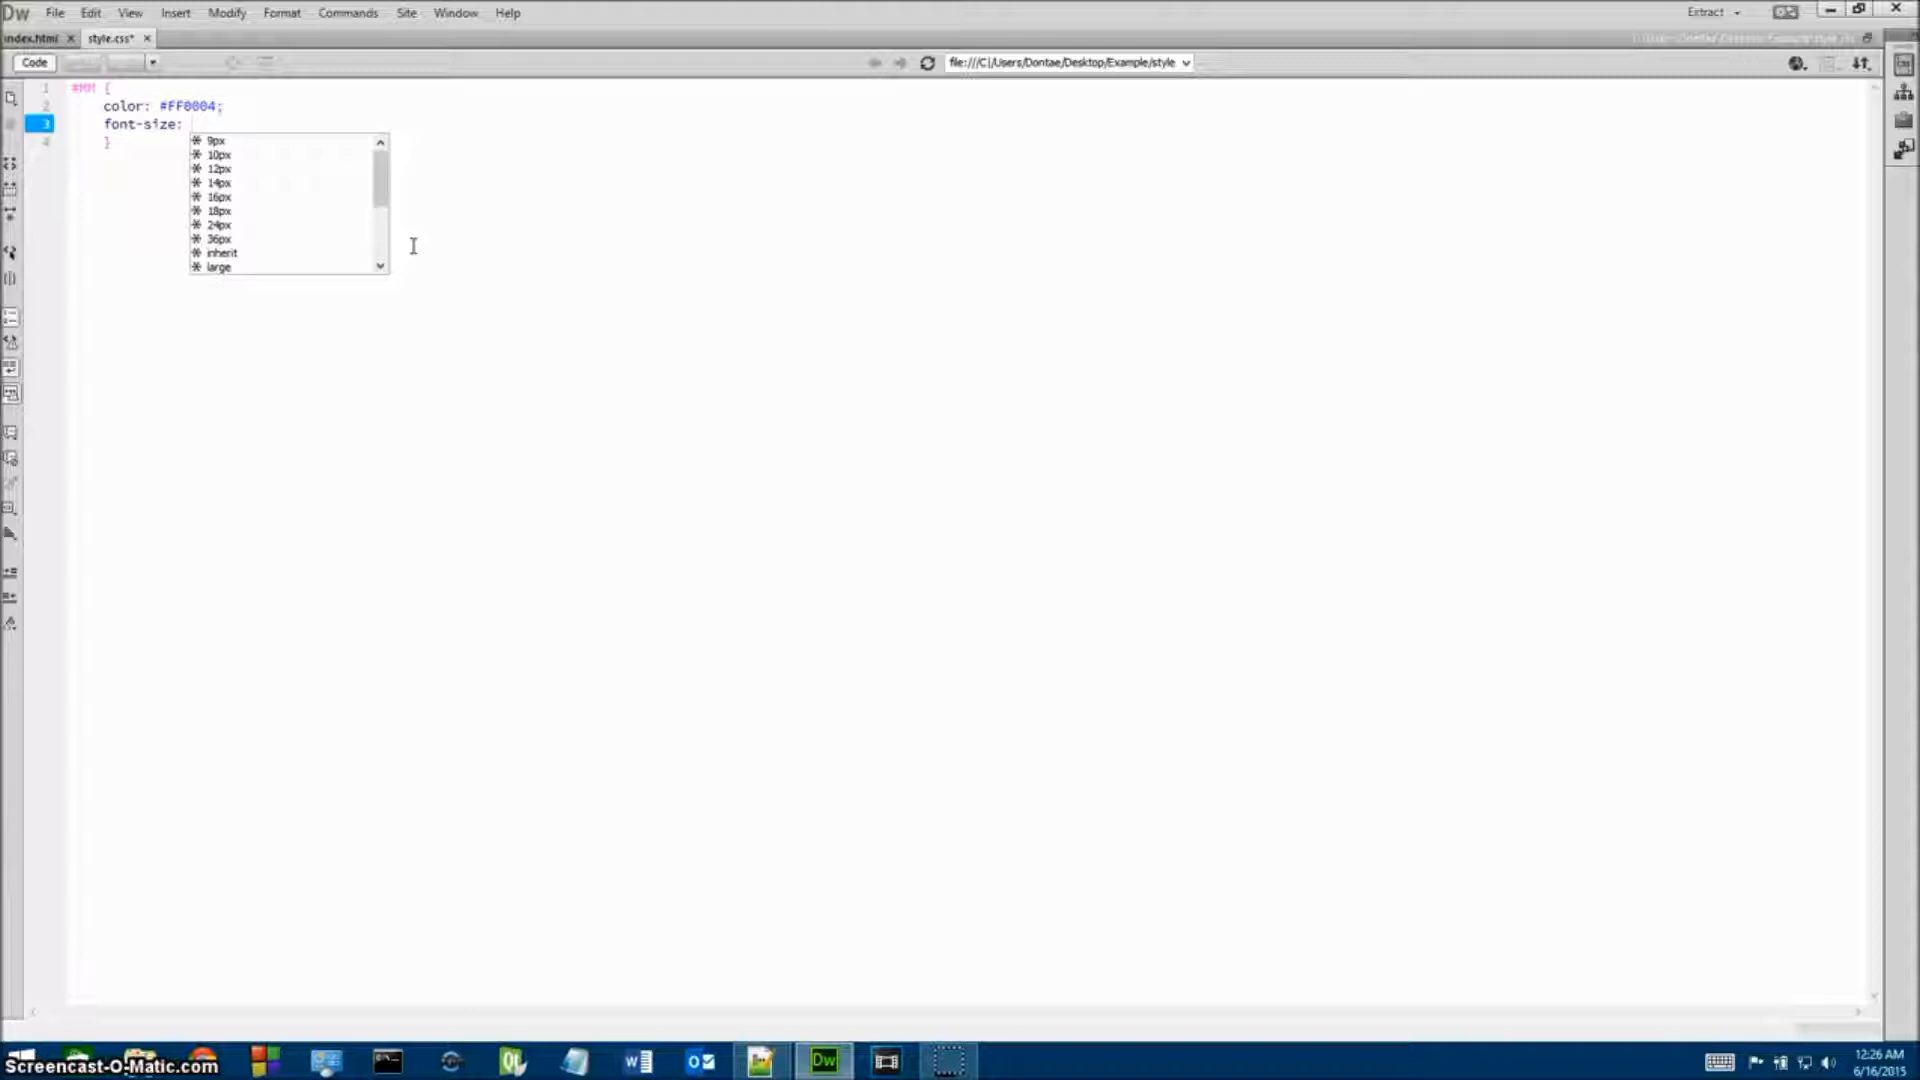 Dw File Edit View Insert Modify Format Commands Site Window Help Extract
index.html × style.css* ×
Code file:///C|/Users/Dontae/Desktop/Example/style
1 #MM {
2 color: #FF0004;
3 font-size:
4 }
9px
10px
12px
14px
16px
18px
24px
36px
inherit
large
Screencast-O-Matic.com
Dw
12:26 AM
6/16/2015